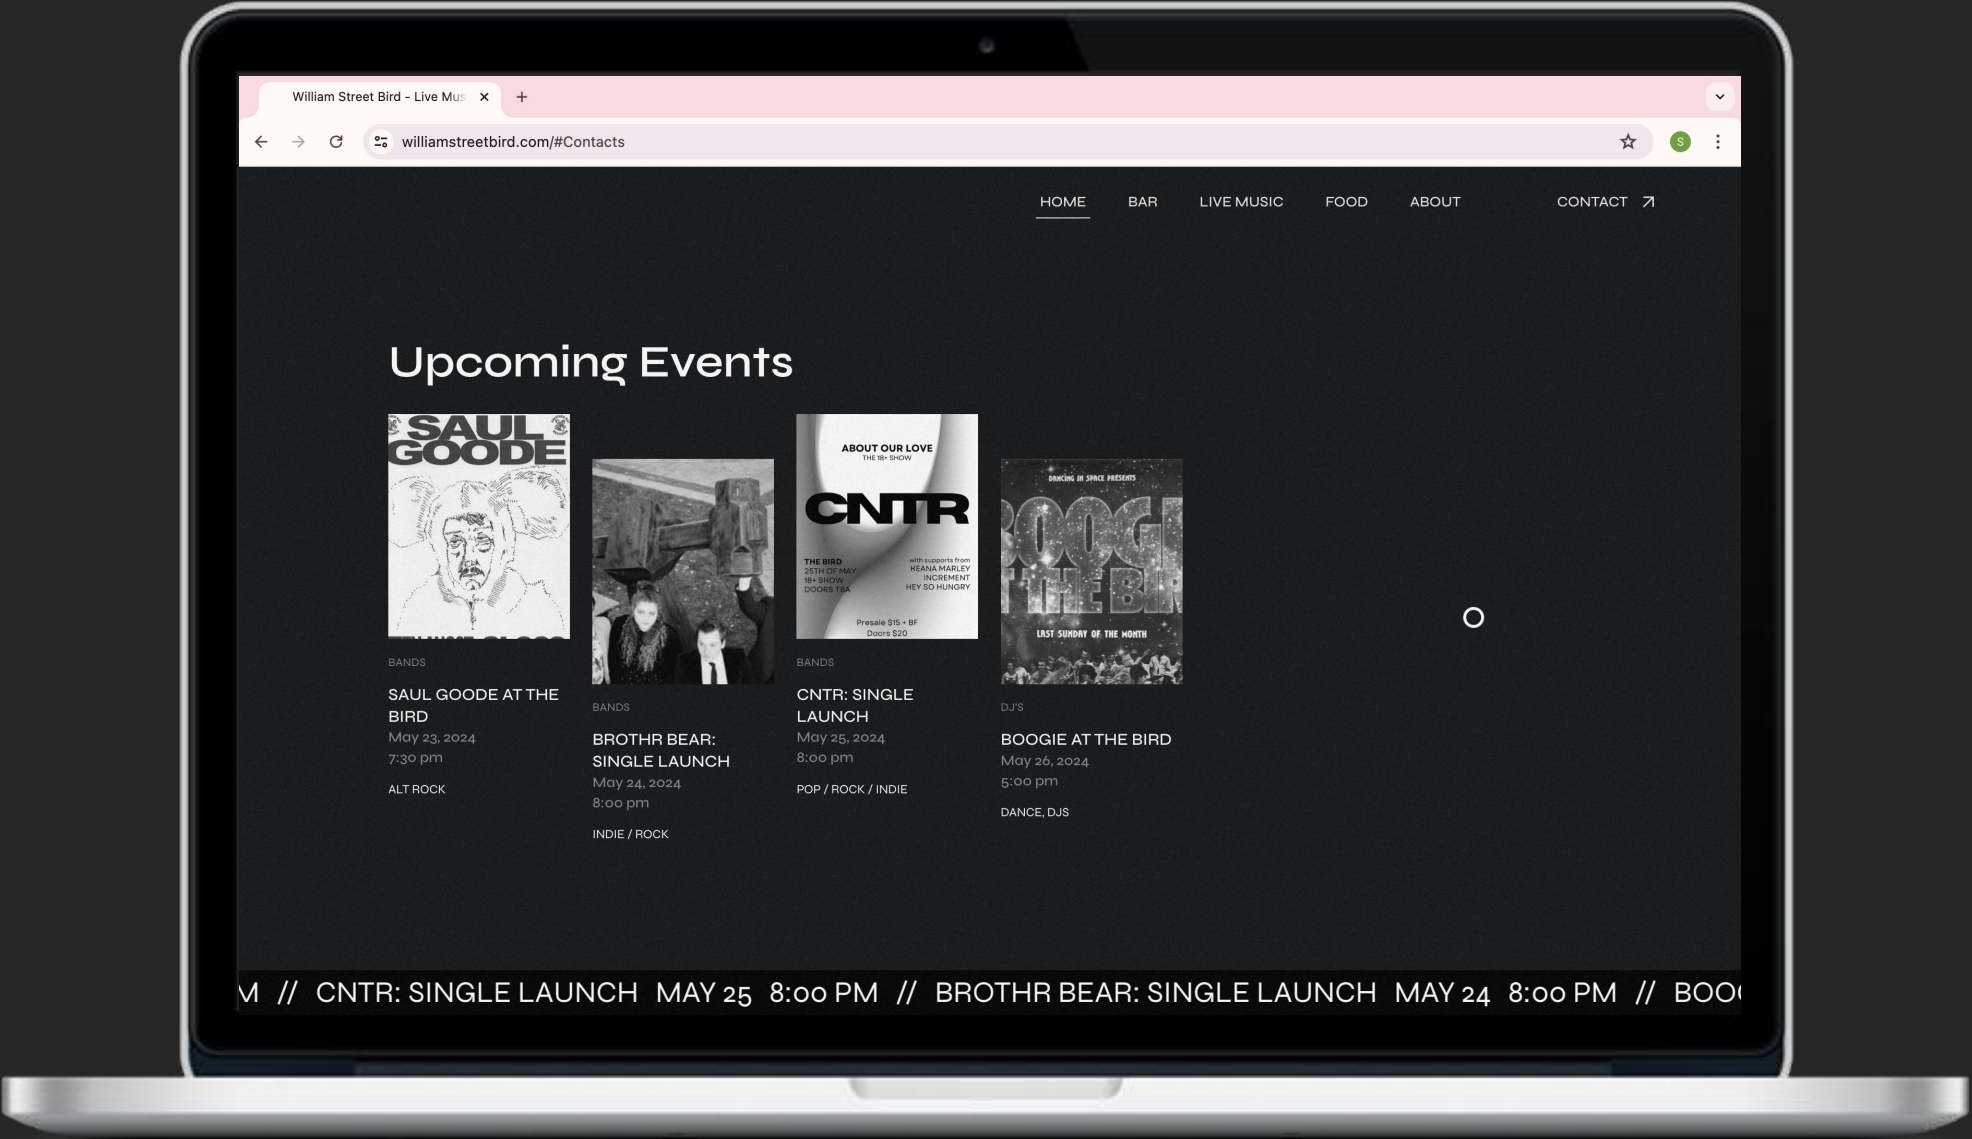 William Street Bird - Live Mus
williamstreetbird.com/#Contacts
S
HOME BAR LIVE MUSIC FOOD ABOUT CONTACT
Upcoming Events
SAUL
GOODE
BANDS
SAUL GOODE AT THE
BIRD
May 23, 2024
7:30 pm
ALT ROCK
BANDS
BROTHR BEAR:
SINGLE LAUNCH
May 24, 2024
8:00 pm
INDIE / ROCK
ABOUT OUR LOVE
THE 18+ SHOW
CNTR
THE BIRD
25TH OF MAY
18+ SHOW
DOORS TBA
with supports from
KEANA MARLEY
INCREMENT
HEY SO HUNGRY
Presale $15 + BF
Doors $20
BANDS
CNTR: SINGLE
LAUNCH
May 25, 2024
8:00 pm
POP / ROCK / INDIE
DANCING IN SPACE PRESENTS
BOOGI
THE BIR
LAST SUNDAY OF THE MONTH
DJ'S
BOOGIE AT THE BIRD
May 26, 2024
5:00 pm
DANCE, DJS
M // CNTR: SINGLE LAUNCH MAY 25 8:00 PM // BROTHR BEAR: SINGLE LAUNCH MAY 24 8:00 PM // BOOG